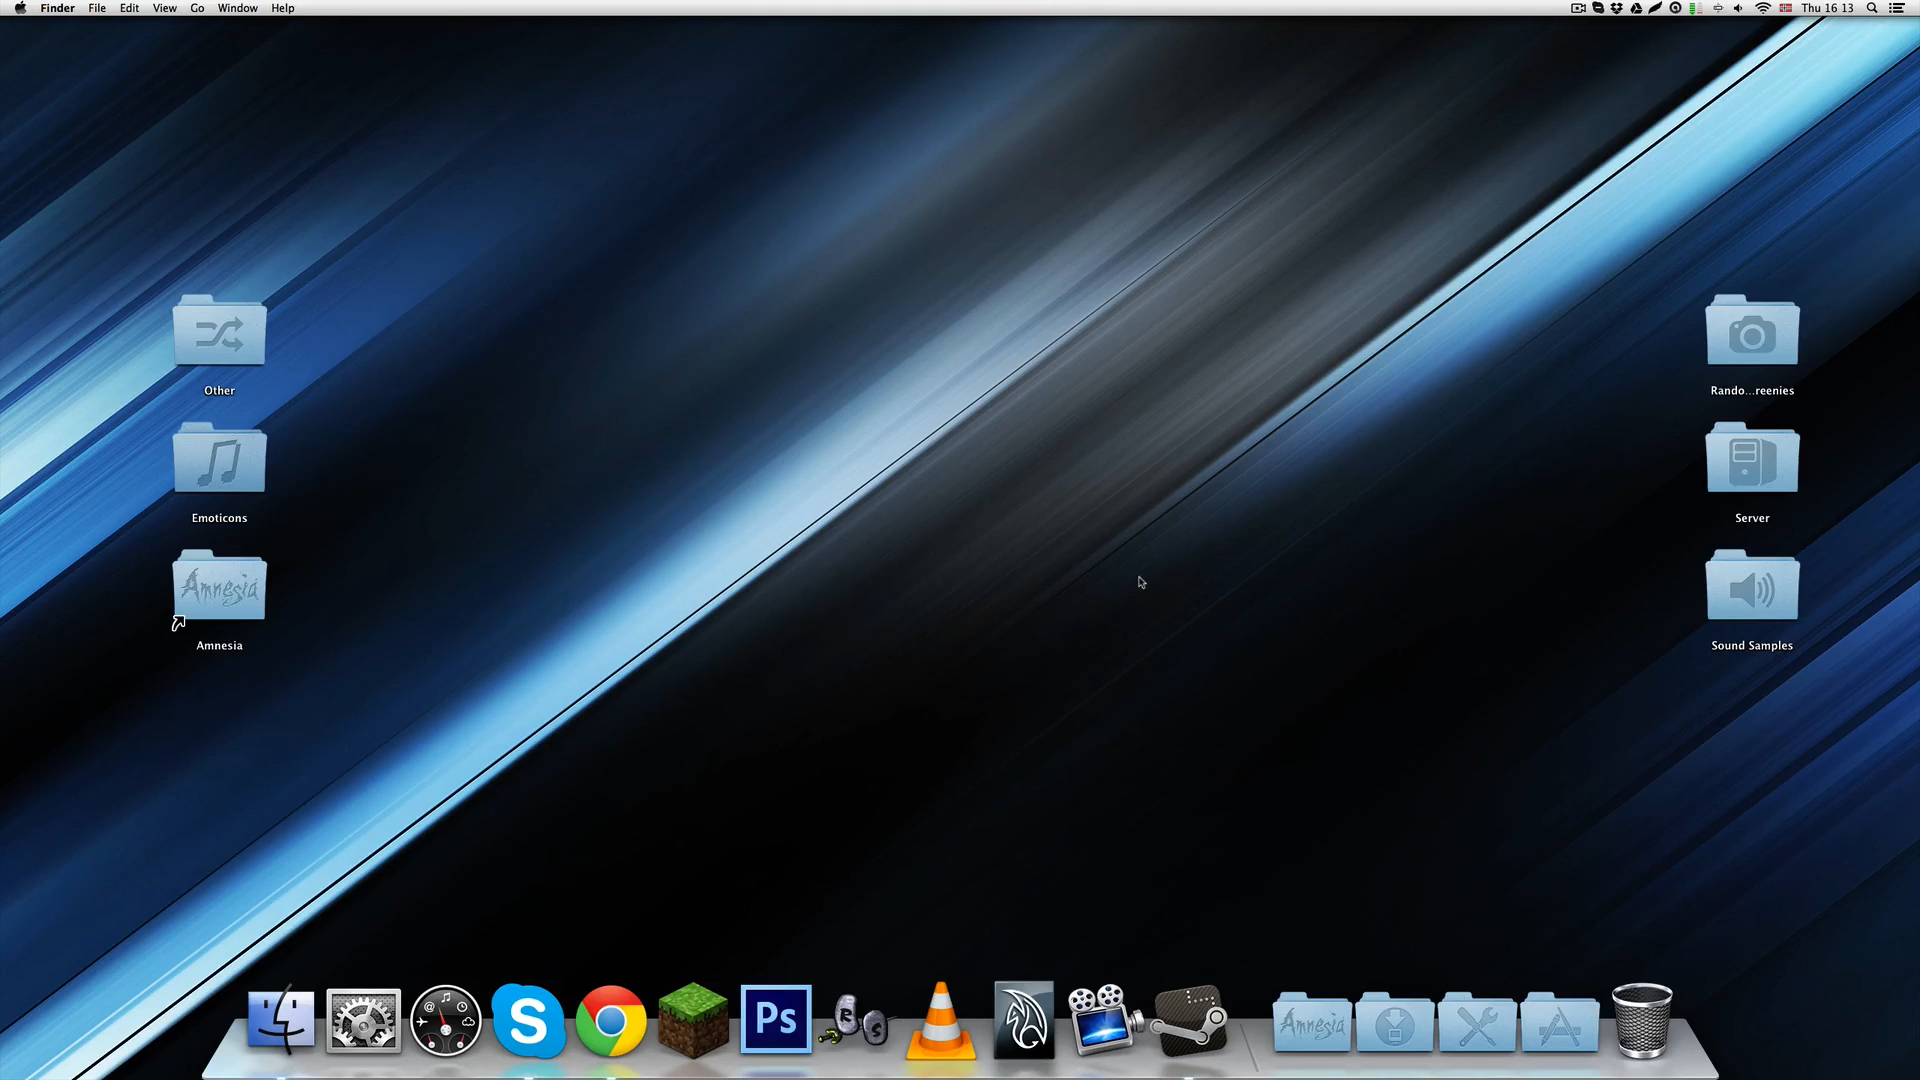 Finder File Edit View Go Window Help
Thu 16 13
Other
Rando...reenies
Emoticons
Server
Amnesia
Amnesia
Sound Samples
S
Ps
R
S
Amnesia